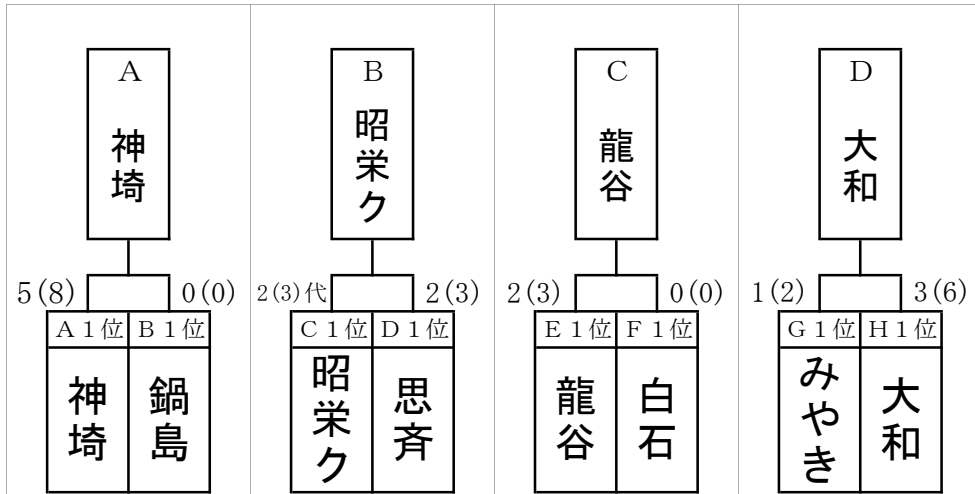 A
神埼
5(8)
0(0)
A1位
B1位
神埼
鍋島
B
昭栄ク
2(3)代
2(3)
C1位
D1位
昭栄ク
思斉
C
龍谷
2(3)
0(0)
E1位
F1位
龍谷
白石
D
大和
1(2)
3(6)
G1位
H1位
みやき
大和